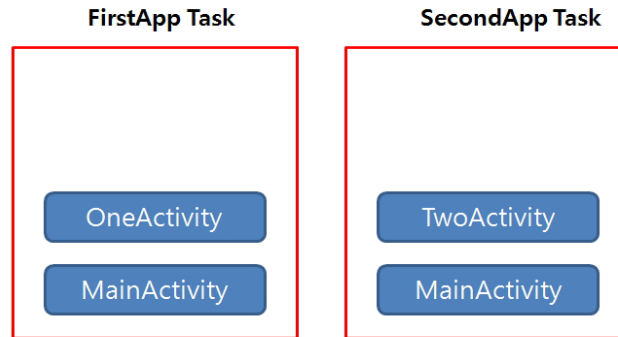 FirstApp Task
SecondApp Task
OneActivity
TwoActivity
MainActivity
MainActivity